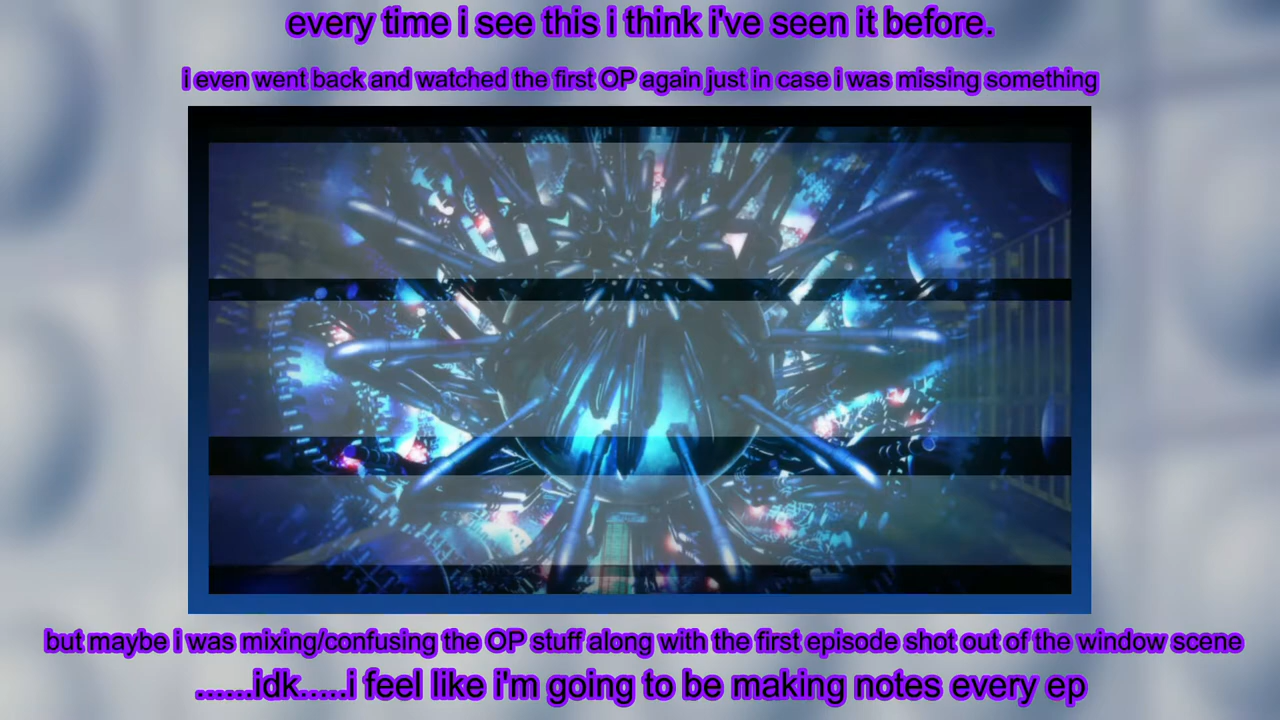 every time i see this i think i've seen it before.
i even went back and watched the first OP again just in case i was missing something
but maybe i was mixing/confusing the OP stuff along with the first episode shot out of the window scene
......idk.....i feel like i'm going to be making notes every ep